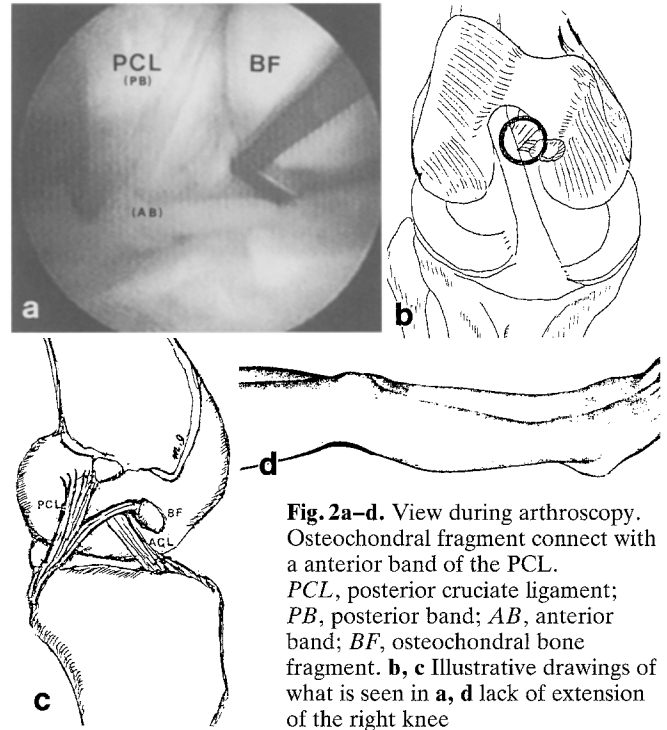 PCL
(PB)
BF
(AB)
a
b
PCL
BF
ACL
c
d
Fig. 2a–d. View during arthroscopy.
Osteochondral fragment connect with
a anterior band of the PCL.
PCL, posterior cruciate ligament;
PB, posterior band; AB, anterior
band; BF, osteochondral bone
fragment. b, c Illustrative drawings of
what is seen in a, d lack of extension
of the right knee